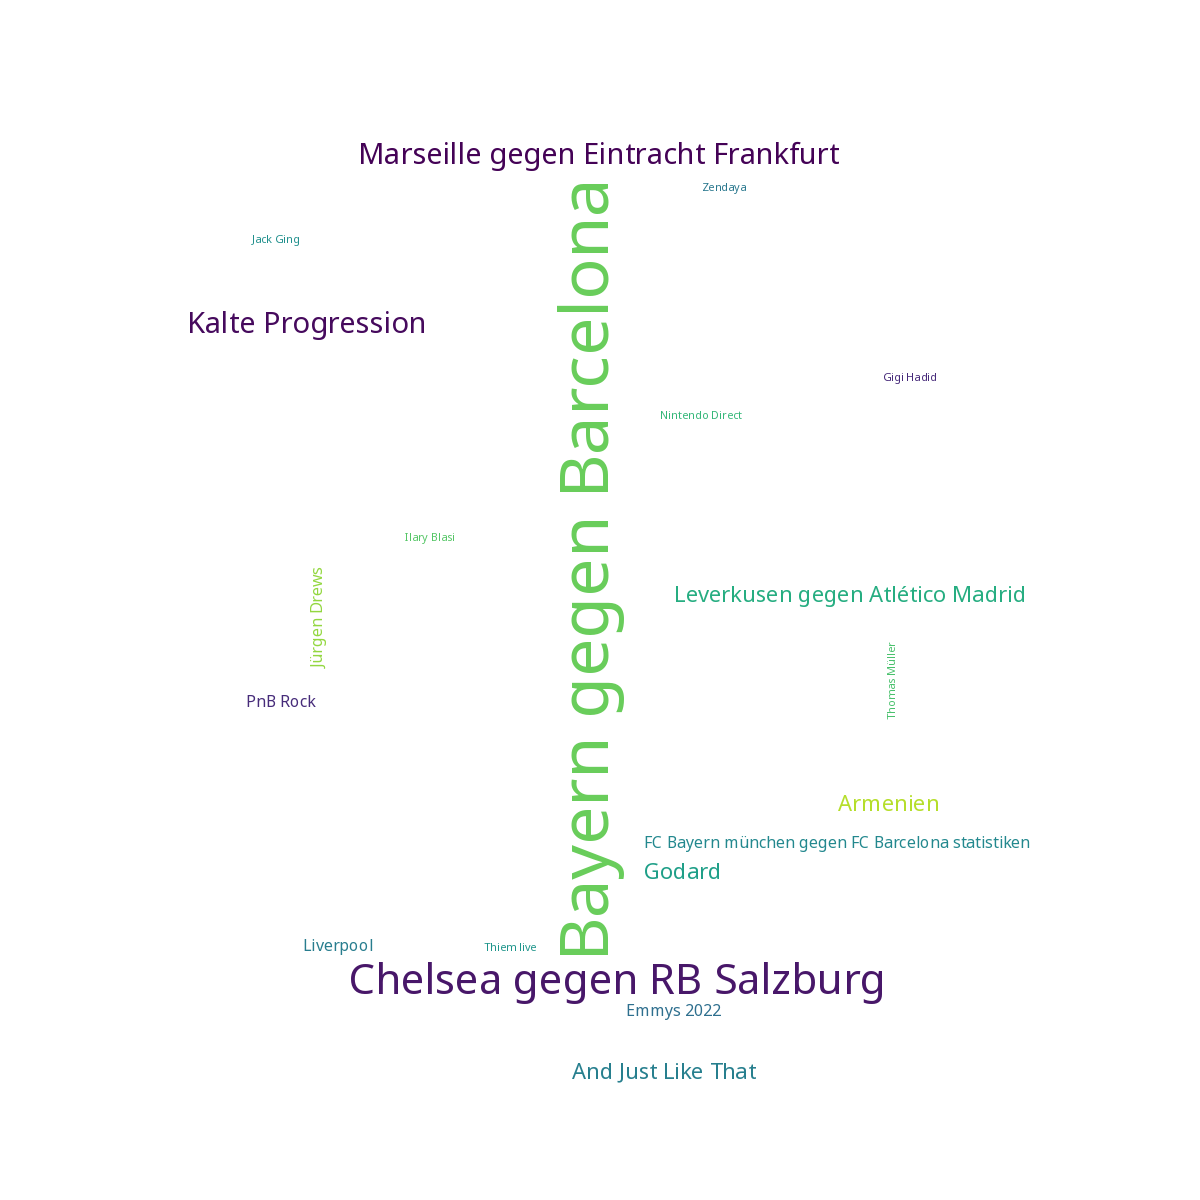 Marseille gegen Eintracht Frankfurt
Zendaya
Jack Ging
Kalte Progression
Bayern gegen Barcelona
Gigi Hadid
Nintendo Direct
Ilary Blasi
Jürgen Drews
Leverkusen gegen Atlético Madrid
Thomas Müller
PnB Rock
Armenien
FC Bayern münchen gegen FC Barcelona statistiken
Godard
Liverpool
Thiem live
Chelsea gegen RB Salzburg
Emmys 2022
And Just Like That